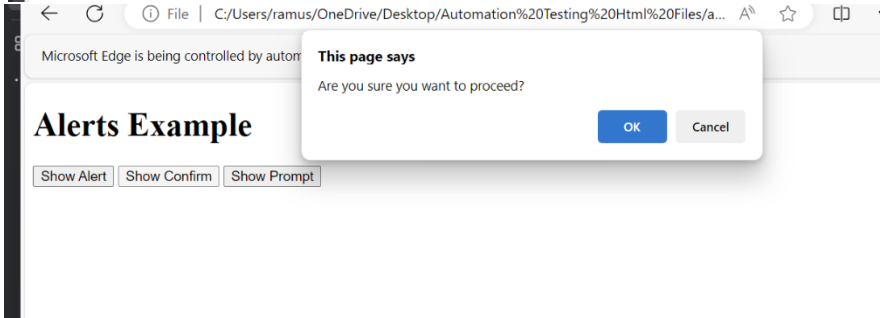 File | C:/Users/ramus/OneDrive/Desktop/Automation%20Testing%20Html%20Files/a...
Microsoft Edge is being controlled by autom
This page says
Are you sure you want to proceed?
OK Cancel
Alerts Example
Show Alert Show Confirm Show Prompt